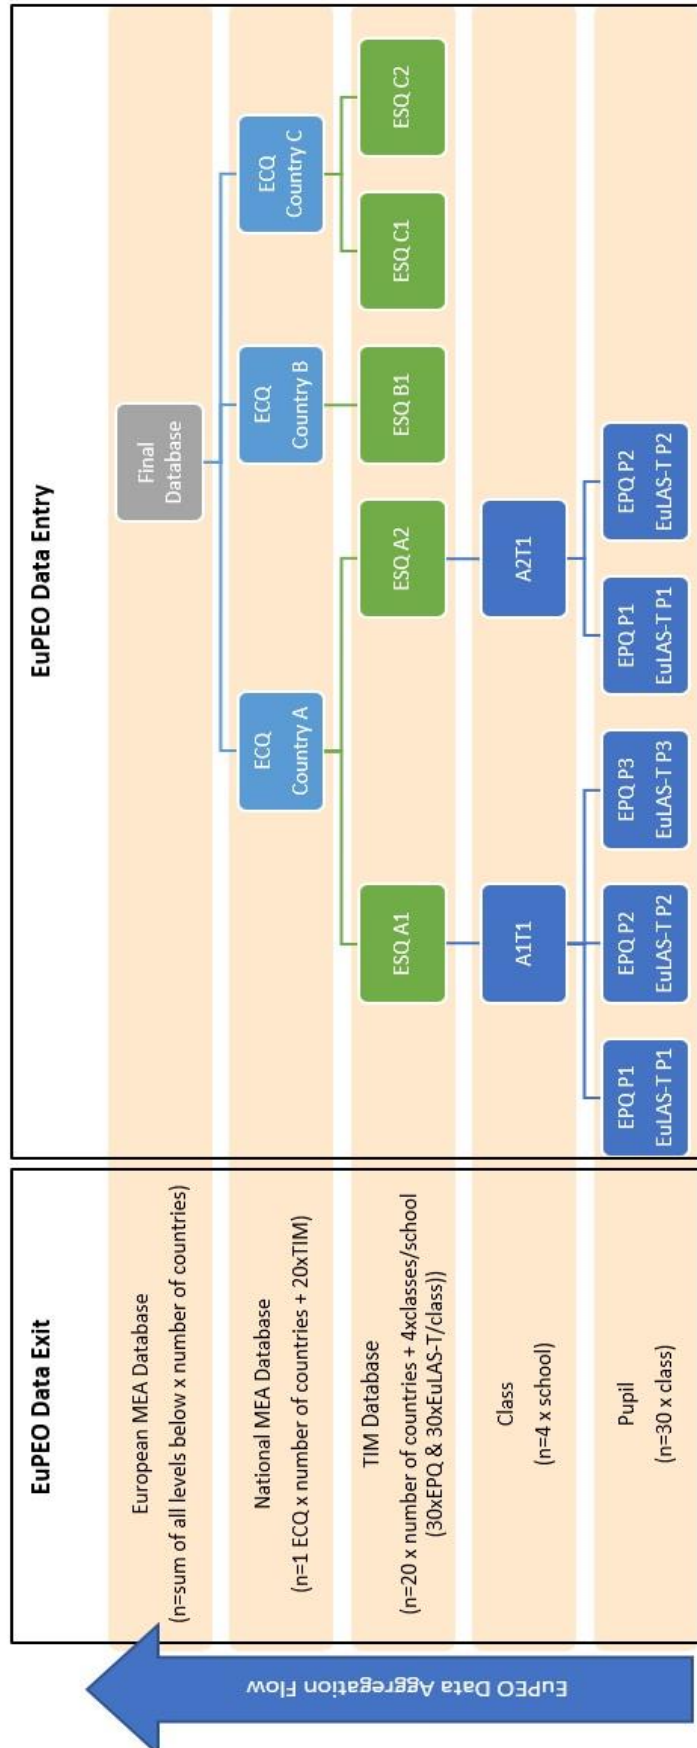 EuPEO Data Exit
EuPEO Data Entry
European MEA Database
(n=sum of all levels below x number of countries)
Final
Database
National MEA Database
(n=1 ECQ x number of countries + 20xTIM)
ECQ
Country A
ECQ
Country B
ECQ
Country C
TIM Database
(n=20 x number of countries + 4xclasses/school
(30xEPQ & 30xEuLAS-T/class))
ESQ A1
ESQ A2
ESQ B1
ESQ C1
ESQ C2
Class
(n=4 x school)
A1T1
A2T1
Pupil
(n=30 x class)
EPQ P1
EuLAS-T P1
EPQ P2
EuLAS-T P2
EPQ P3
EuLAS-T P3
EPQ P1
EuLAS-T P1
EPQ P2
EuLAS-T P2
EuPEO Data Aggregation Flow